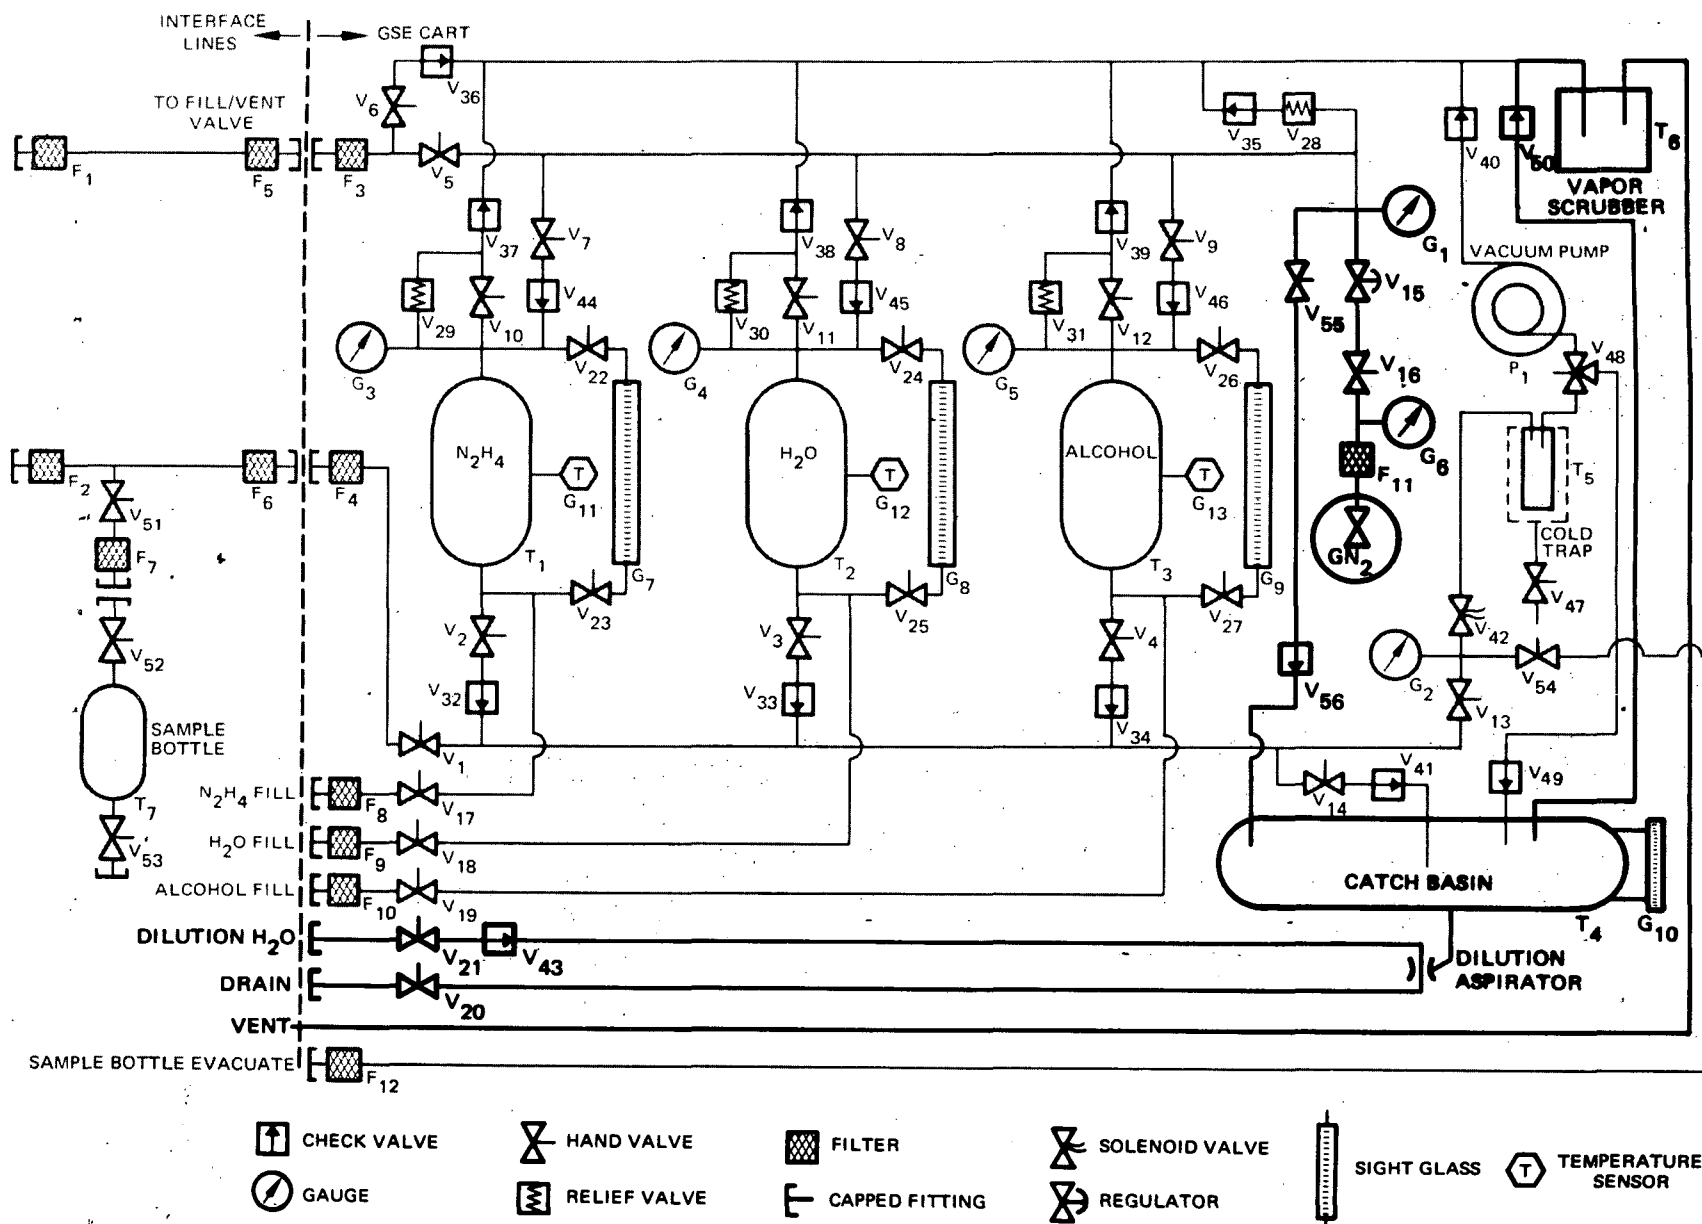 INTERFACE
LINES
GSE CART
TO FILL/VENT
VALVE
V6
V36
F1
F5
F3
V5
V35
V28
V40
V50
T6
VAPOR
SCRUBBER
V37
V7
V38
V8
V39
V9
G1
VACUUM PUMP
V29
V10
V44
V30
V11
V45
V31
V12
V46
V55
V15
G3
V22
G4
V24
G5
V26
V16
P1
V48
N2H4
H2O
ALCOHOL
G6
F2
F6
F4
T
G11
T
G12
T
G13
F11
T5
V51
GN2
COLD
TRAP
F7
T1
G7
T2
G8
T3
G9
V47
V2
V23
V3
V25
V4
V27
V42
V52
G2
V54
V32
V33
V34
V56
V13
SAMPLE
BOTTLE
V1
V41
V49
T7
N2H4 FILL
F8
V17
V14
V53
H2O FILL
F9
V18
ALCOHOL FILL
F10
V19
CATCH BASIN
T4
G10
DILUTION H2O
V21
V43
DILUTION
ASPIRATOR
DRAIN
V20
VENT
SAMPLE BOTTLE EVACUATE
F12
CHECK VALVE
HAND VALVE
FILTER
SOLENOID VALVE
SIGHT GLASS
T
TEMPERATURE
SENSOR
GAUGE
RELIEF VALVE
CAPPED FITTING
REGULATOR